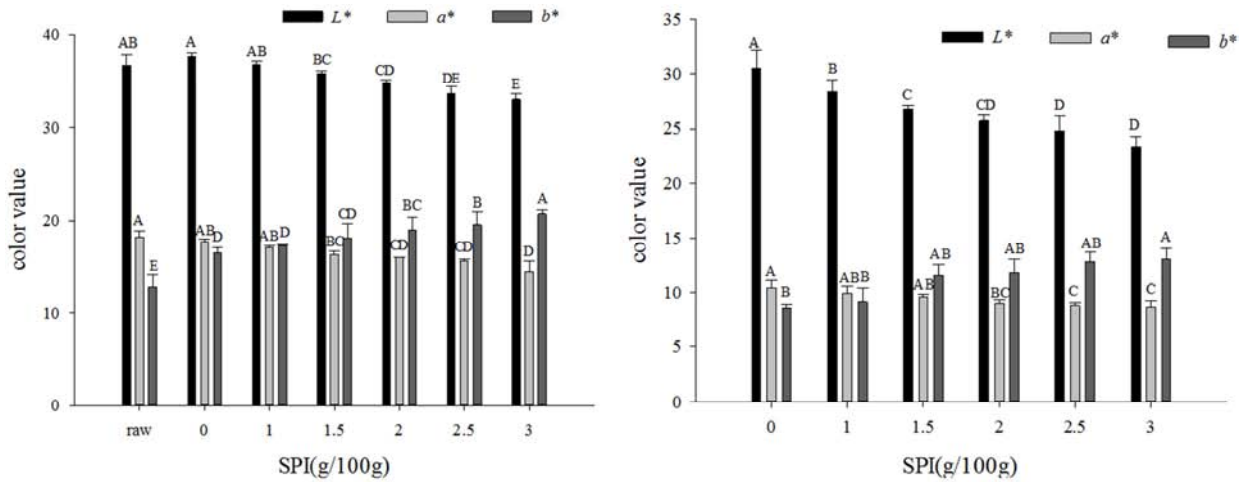 L* a* b*
40
30
20
10
0
color value
AB A AB BC CD DE E
A AB AB BC CD CD D
E D D CD BC B A
raw 0 1 1.5 2 2.5 3
SPI(g/100g)
L* a* b*
35
30
25
20
15
10
5
0
color value
A B C CD D D
A AB AB BC C C
B B AB AB AB A
0 1 1.5 2 2.5 3
SPI(g/100g)